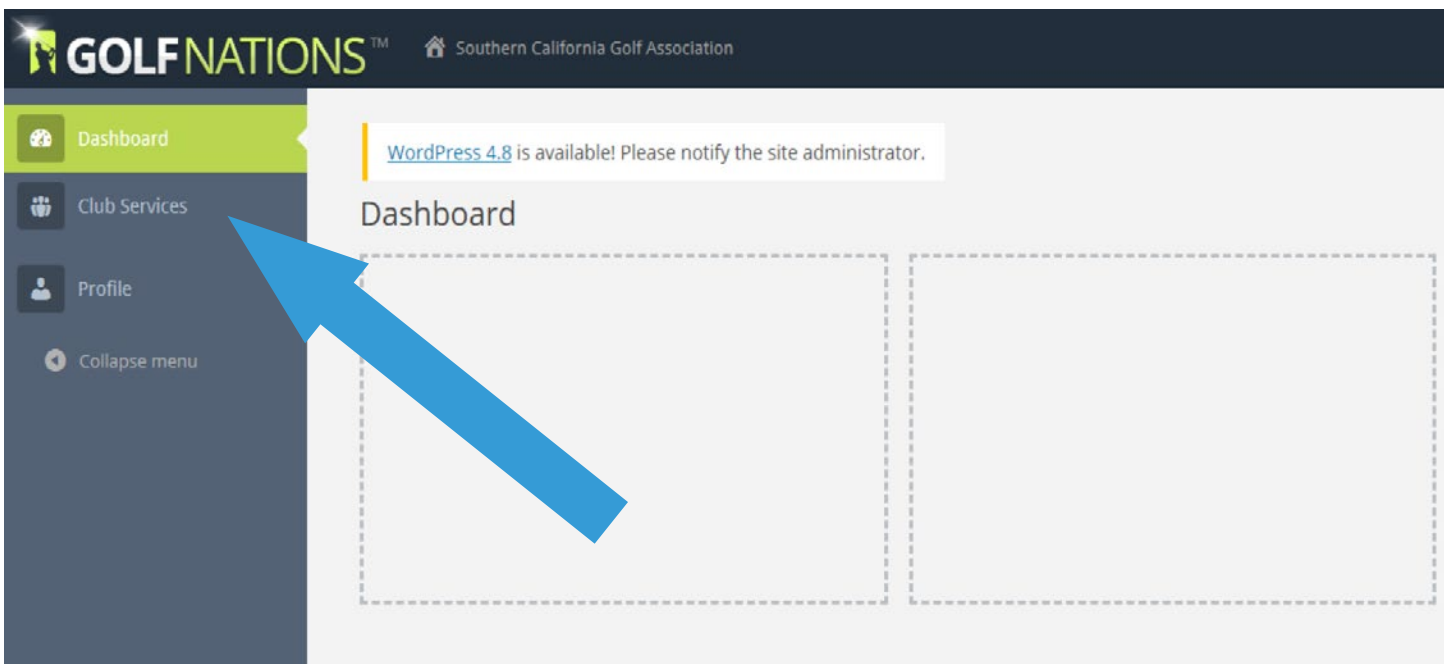 GOLFNATIONS™
Southern California Golf Association
Dashboard
Club Services
Profile
Collapse menu
WordPress 4.8 is available! Please notify the site administrator.
Dashboard